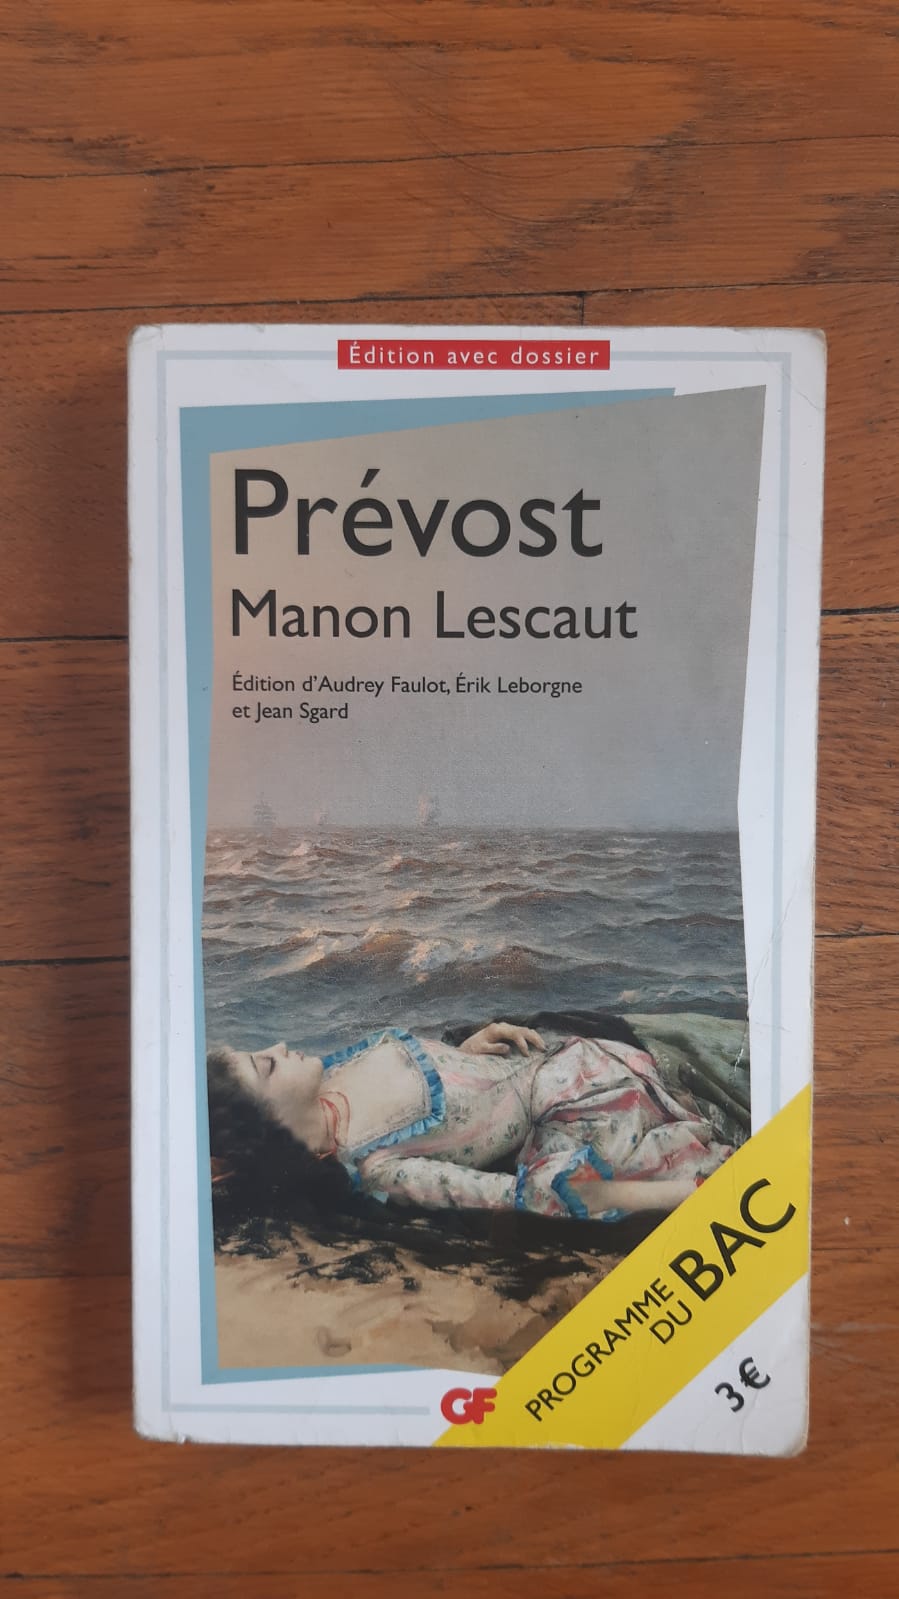 Édition avec dossier
Prévost
Manon Lescaut
Édition d'Audrey Faulot, Érik Leborgne
et Jean Sgard
PROGRAMME
DU BAC
3 €
GF